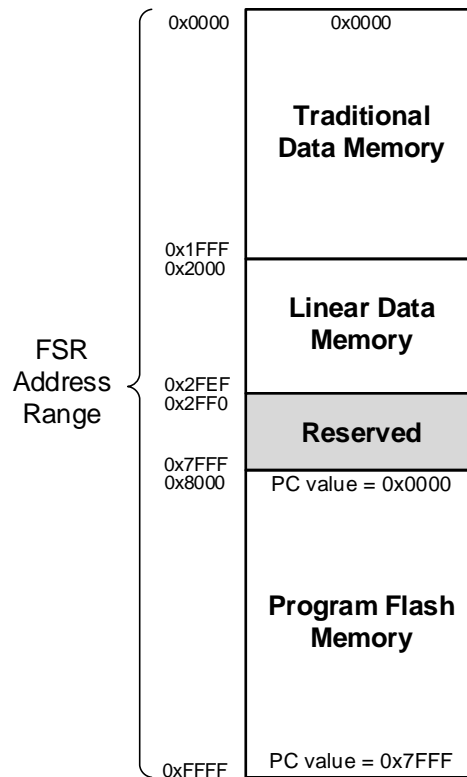 0x0000
0x0000
Traditional
Data Memory
0x1FFF
0x2000
Linear Data
Memory
FSR
Address
Range
0x2FEF
0x2FF0
Reserved
0x7FFF
0x8000
PC value = 0x0000
Program Flash
Memory
PC value = 0x7FFF
0xFFFF